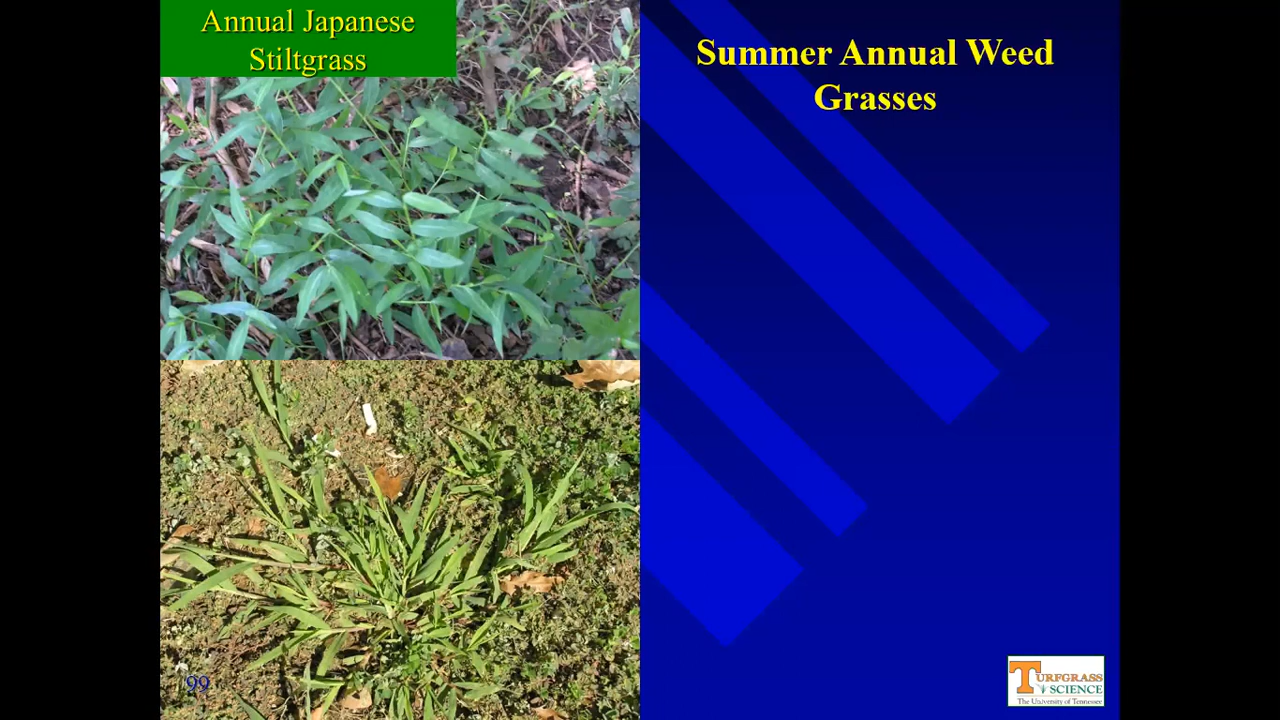 Annual Japanese
Stiltgrass
Summer Annual Weed
Grasses
99
TURFGRASS
SCIENCE
The University of Tennessee